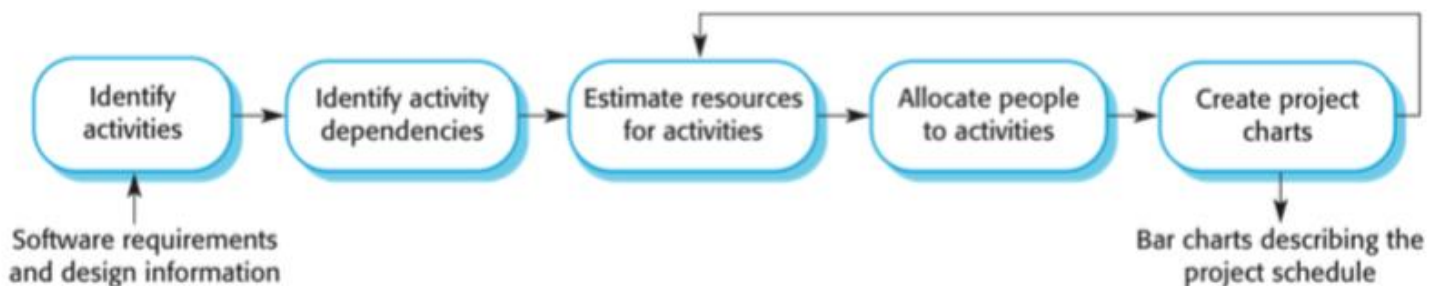 Identify
activities
Identify activity
dependencies
Estimate resources
for activities
Allocate people
to activities
Create project
charts
Software requirements
and design information
Bar charts describing the
project schedule